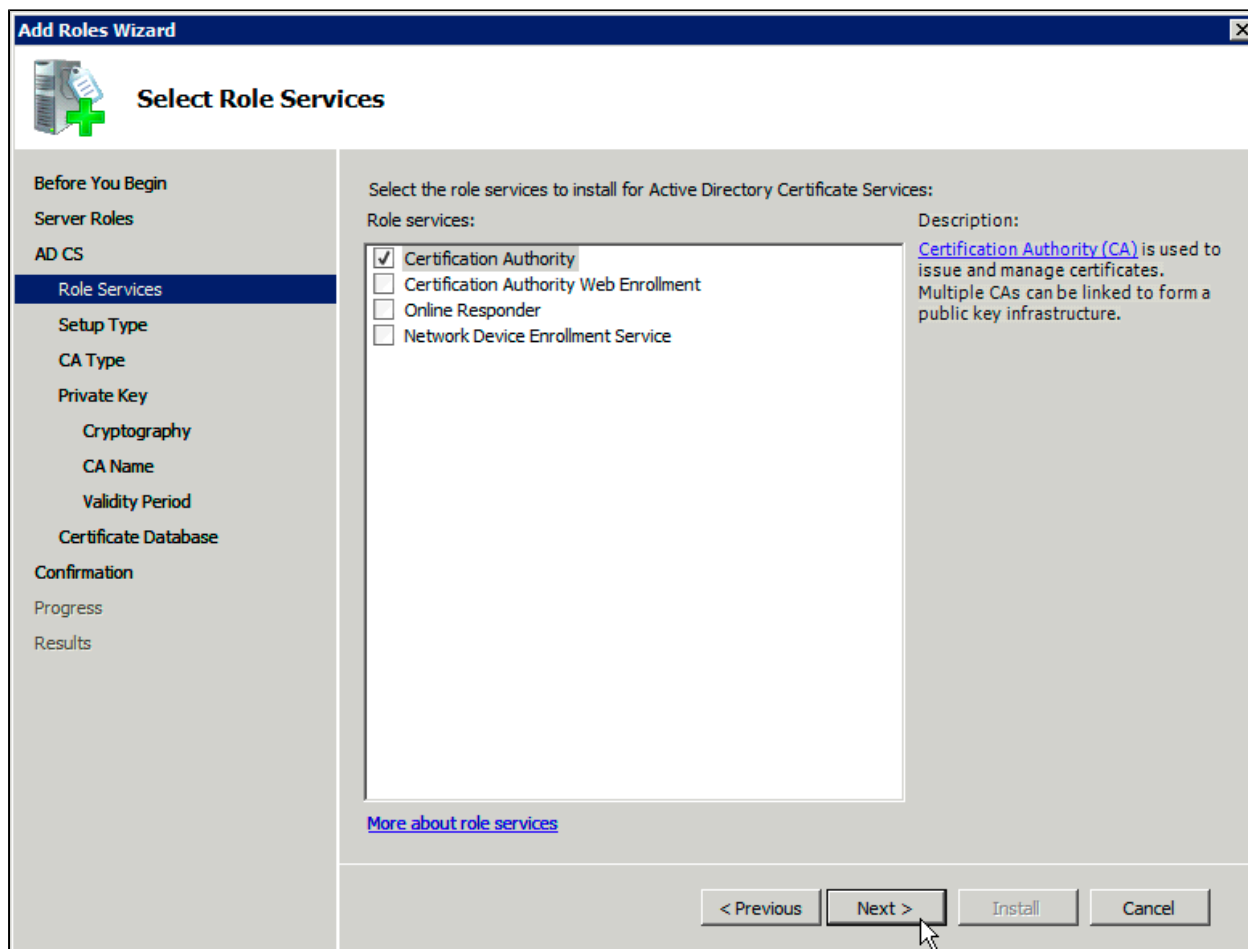 Add Roles Wizard
Select Role Services
Before You Begin
Server Roles
AD CS
Role Services
Setup Type
CA Type
Private Key
Cryptography
CA Name
Validity Period
Certificate Database
Confirmation
Progress
Results
Select the role services to install for Active Directory Certificate Services:
Role services:
Certification Authority
Certification Authority Web Enrollment
Online Responder
Network Device Enrollment Service
More about role services
Description:
Certification Authority (CA) is used to
issue and manage certificates.
Multiple CAs can be linked to form a
public key infrastructure.
< Previous
Next >
Install
Cancel